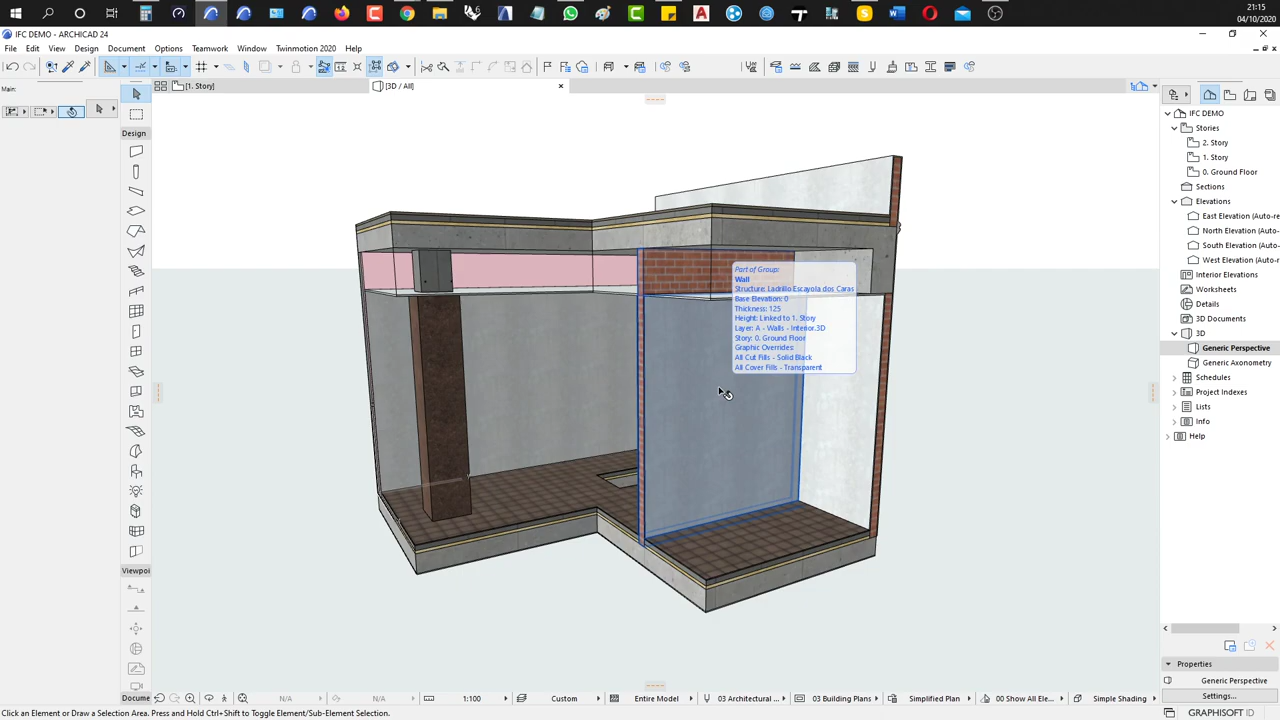 21:15
04/10/2020
IFC DEMO - ARCHICAD 24
File Edit View Design Document Options Teamwork Window Twinmotion 2020 Help
Main:
[1. Story]
[3D / All]
Design
Viewpoi
Docume
Part of Group:
Wall
Structure: Ladrillo Escayola dos Caras
Base Elevation: 0
Thickness: 125
Height: Linked to 1. Story
Layer: A - Walls - Interior.3D
Story: 0. Ground Floor
Graphic Overrides:
All Cut Fills - Solid Black
All Cover Fills - Transparent
IFC DEMO
Stories
2. Story
1. Story
0. Ground Floor
Sections
Elevations
East Elevation (Auto-re
North Elevation (Auto-
South Elevation (Auto-
West Elevation (Auto-r
Interior Elevations
Worksheets
Details
3D Documents
3D
Generic Perspective
Generic Axonometry
Schedules
Project Indexes
Lists
Info
Help
Properties
Generic Perspective
Settings...
GRAPHISOFT ID
N/A N/A 1:100 Custom Entire Model 03 Architectural ... 03 Building Plans Simplified Plan 00 Show All Ele... Simple Shading
Click an Element or Draw a Selection Area. Press and Hold Ctrl+Shift to Toggle Element/Sub-Element Selection.